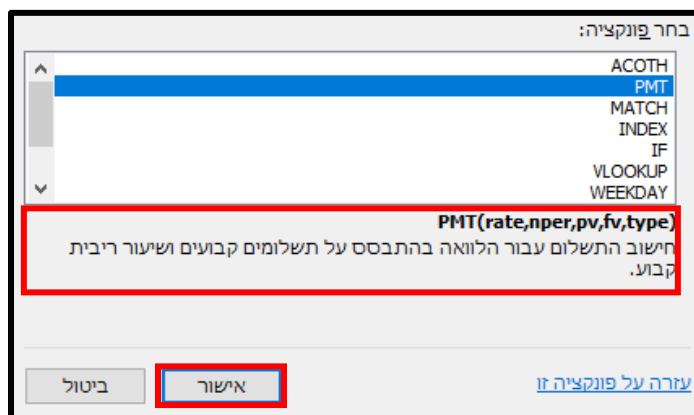 בחר פונקציה:
ACOTH
PMT
MATCH
INDEX
IF
VLOOKUP
WEEKDAY
PMT(rate,nper,pv,fv,type)
חישוב התשלום עבור הלוואה בהתבסס על תשלומים קבועים ושיעור ריבית
קבוע.
עזרה על פונקציה זו
אישור
ביטול